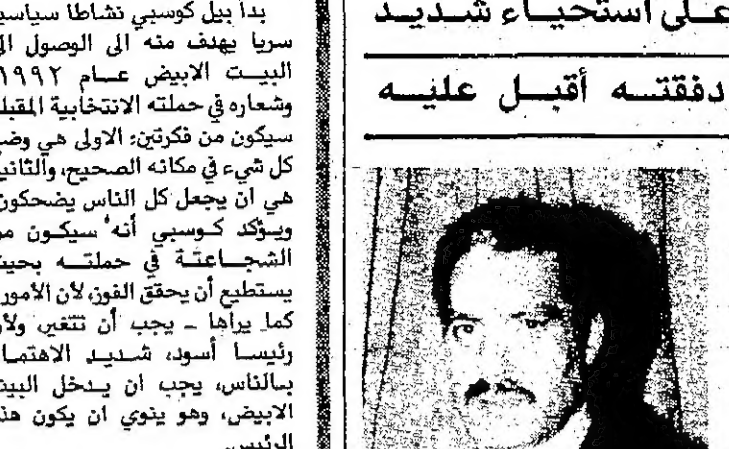 على استحياء شديد
دفقته أقبل عليه
بدأ بيل كوسبي نشاطا سياسيا
سريا يهدف منه الى الوصول الى
البيت الابيض عام ١٩٩٢
وشعاره في حملته الانتخابية المقبلة
سيكون من فكرتين: الاولى هي وضع
كل شيء في مكانه الصحيح، والثانية
هي ان يجعل كل الناس يضحكون
ويؤكد كوسبي أنه سيكون من
الشجاعتة في حملته بحيث
يستطيع أن يحقق الفوز، لأن الأمور
كما يراها - يجب أن تتغير، ولأن
رئيسا أسود، شديد الاهتمام
بالناس، يجب ان يدخل البيت
الابيض، وهو ينوي ان يكون هذا
الرئيس.